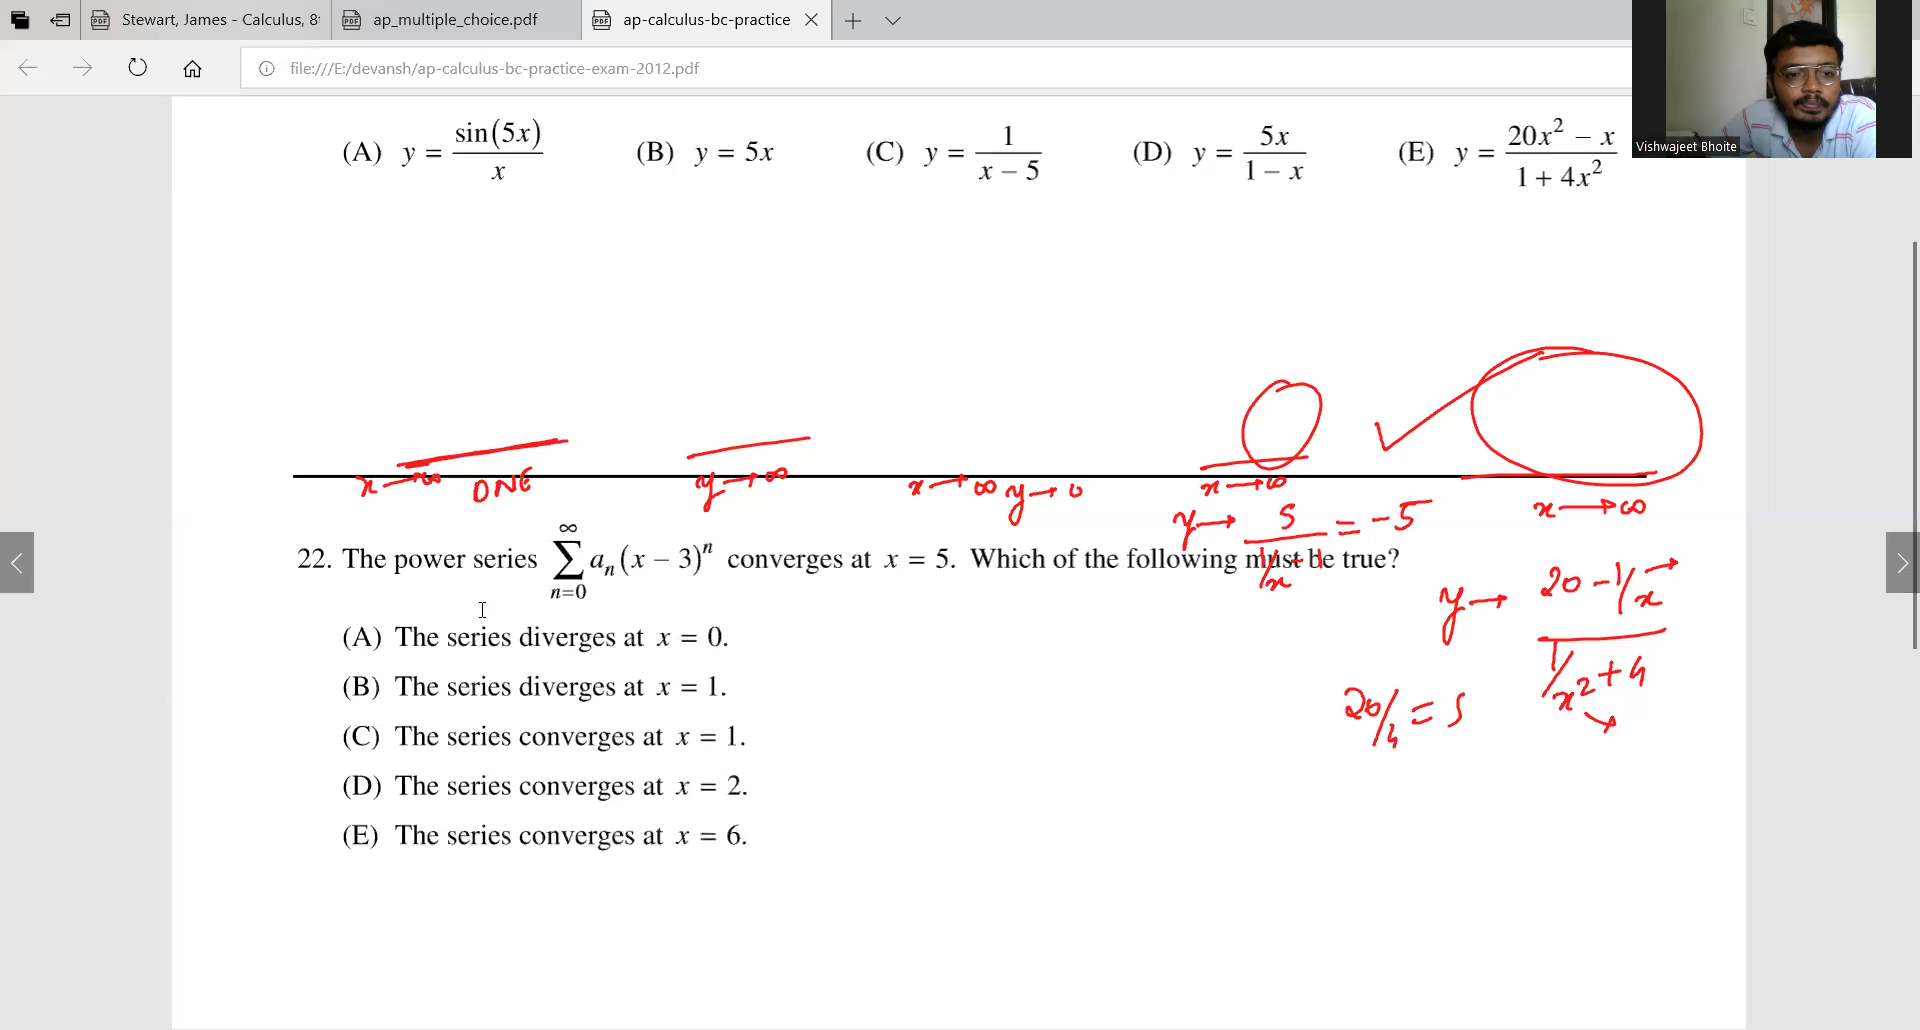 Stewart, James - Calculus, 8
ap_multiple_choice.pdf
ap-calculus-bc-practice
file:///E:/devansh/ap-calculus-bc-practice-exam-2012.pdf
Vishwajeet Bhoite
(A) y = sin(5x)/x (B) y = 5x (C) y = 1/(x − 5) (D) y = 5x/(1 − x) (E) y = (20x² − x)/(1 + 4x²)
x → ∞ DNE y → ∞ x → ∞ y → 0 x → ∞ x → ∞
y → 5/(1/x + 1) = -5
22. The power series ∑_{n=0}^{∞} aₙ(x − 3)ⁿ converges at x = 5. Which of the following must be true?
y → (20 - 1/x)/(1/x² + 4)
(A) The series diverges at x = 0.
(B) The series diverges at x = 1.
20/4 = 5
(C) The series converges at x = 1.
(D) The series converges at x = 2.
(E) The series converges at x = 6.